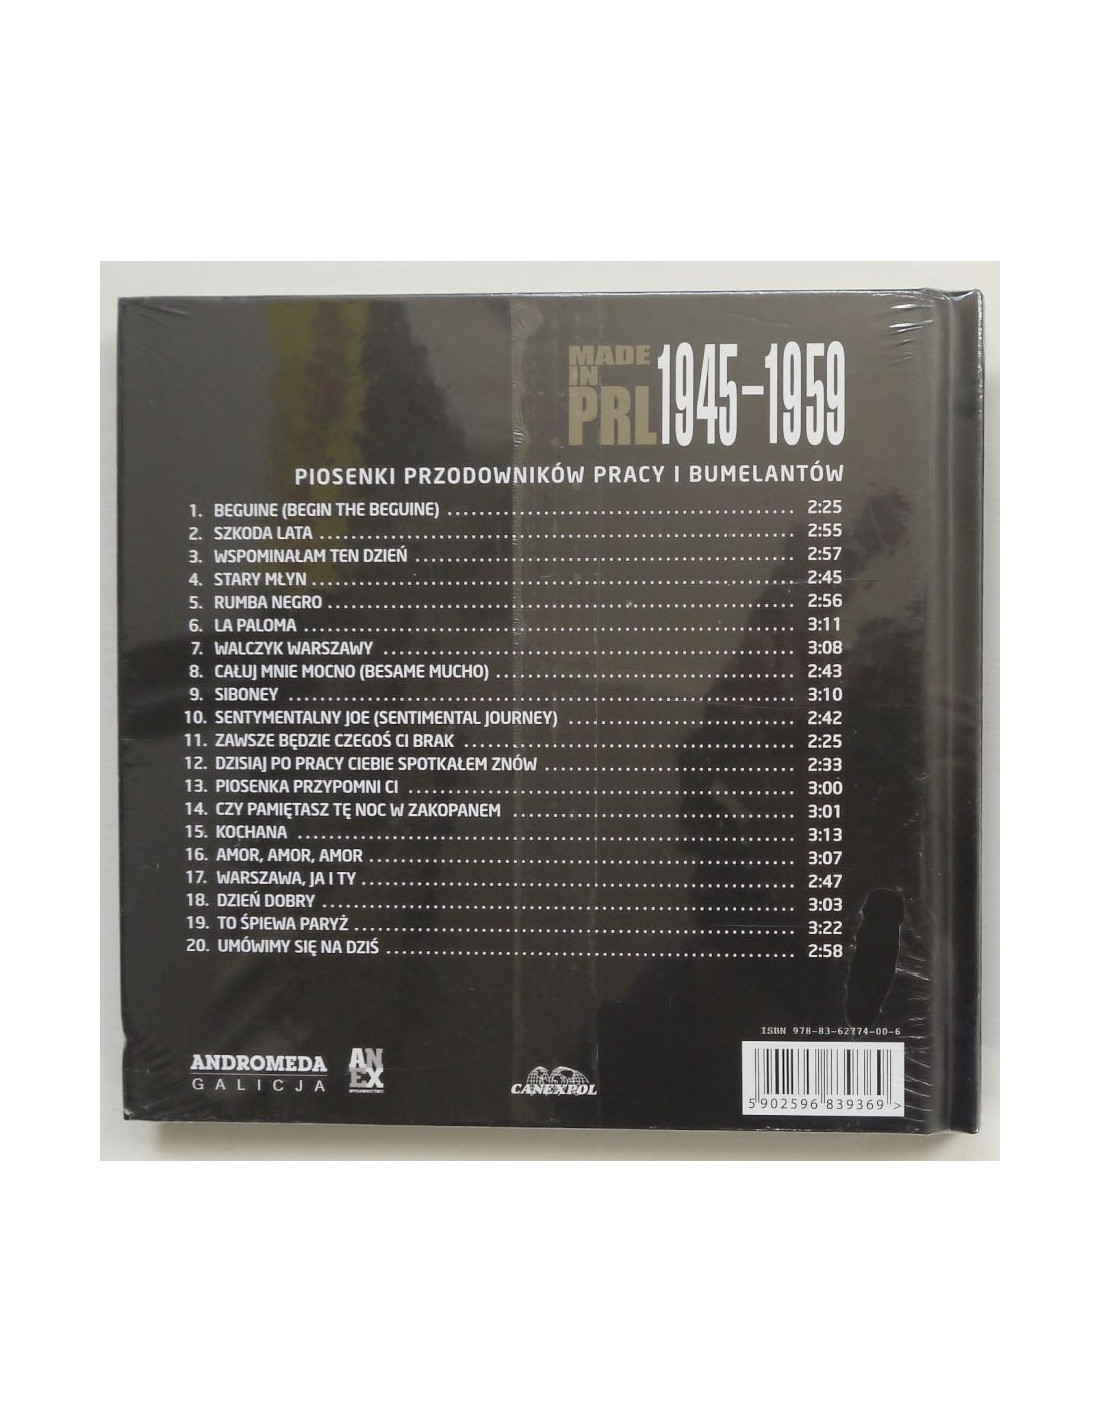 MADE
IN
PRL 1945-1959
PIOSENKI PRZODOWNIKÓW PRACY I BUMELANTÓW
1. BEGUINE (BEGIN THE BEGUINE) 2:25
2. SZKODA LATA 2:55
3. WSPOMINAŁAM TEN DZIEŃ 2:57
4. STARY MŁYN 2:45
5. RUMBA NEGRO 2:56
6. LA PALOMA 3:11
7. WALCZYK WARSZAWY 3:08
8. CAŁUJ MNIE MOCNO (BESAME MUCHO) 2:43
9. SIBONEY 3:10
10. SENTYMENTALNY JOE (SENTIMENTAL JOURNEY) 2:42
11. ZAWSZE BĘDZIE CZEGOŚ CI BRAK 2:25
12. DZISIAJ PO PRACY CIEBIE SPOTKAŁEM ZNÓW 2:33
13. PIOSENKA PRZYPOMNI CI 3:00
14. CZY PAMIĘTASZ TĘ NOC W ZAKOPANEM 3:01
15. KOCHANA 3:13
16. AMOR, AMOR, AMOR 3:07
17. WARSZAWA, JA I TY 2:47
18. DZIEŃ DOBRY 3:03
19. TO ŚPIEWA PARYŻ 3:22
20. UMÓWIMY SIĘ NA DZIŚ 2:58
ISBN 978-83-62774-00-6
ANDROMEDA
GALICJA
AN
EX
WYDAWNICTWO
CANEXPOL
5 902596 839369 >